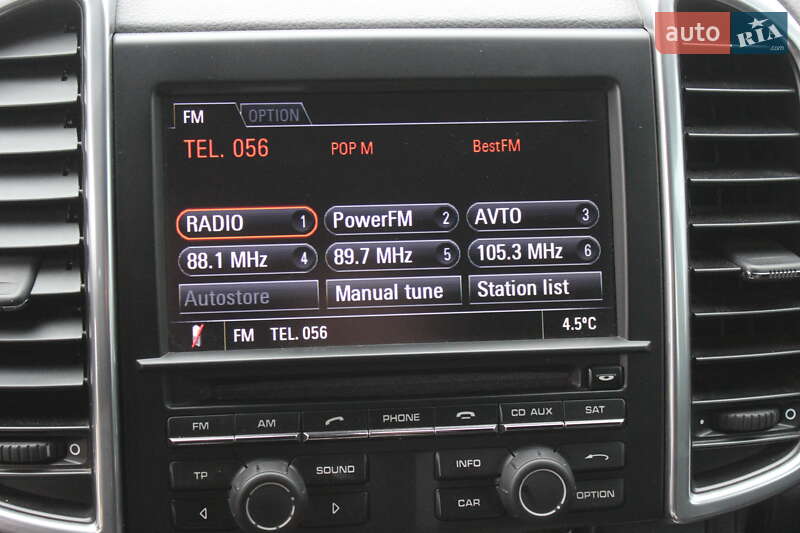 auto RIA .com
FM OPTION
TEL. 056 POP M BestFM
RADIO 1 PowerFM 2 AVTO 3
88.1 MHz 4 89.7 MHz 5 105.3 MHz 6
Autostore Manual tune Station list
FM TEL. 056 4.5°C
FM AM PHONE CD AUX SAT
TP SOUND INFO
CAR OPTION